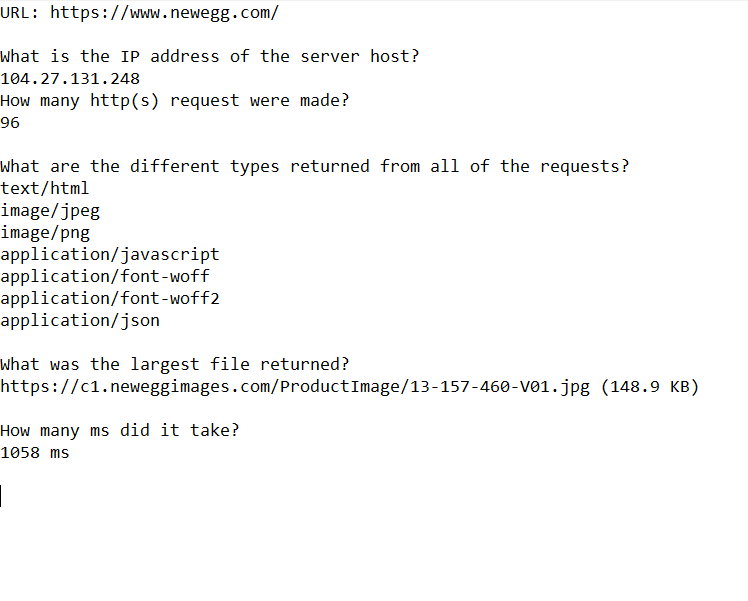 URL: https://www.newegg.com/
What is the IP address of the server host?
104.27.131.248
How many http(s) request were made?
96
What are the different types returned from all of the requests?
text/html
image/jpeg
image/png
application/javascript
application/font-woff
application/font-woff2
application/json
What was the largest file returned?
https://c1.neweggimages.com/ProductImage/13-157-460-V01.jpg (148.9 KB)
How many ms did it take?
1058 ms